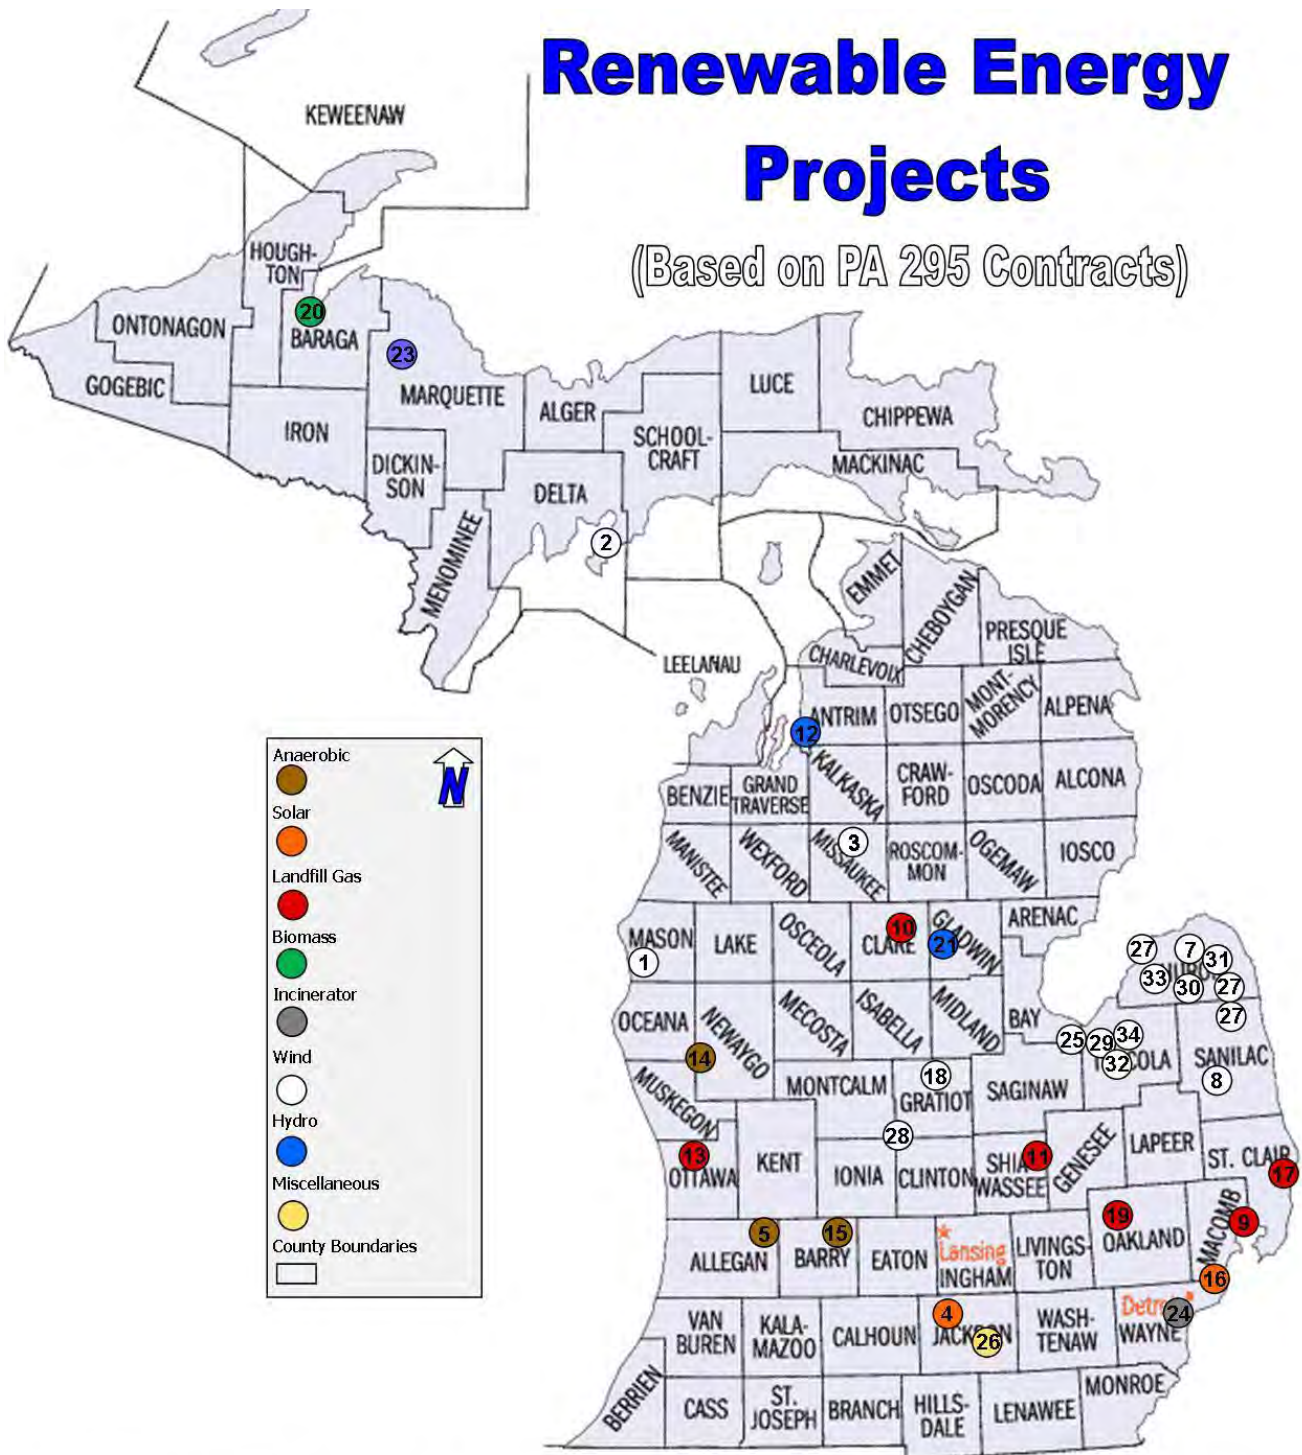 Renewable Energy
Projects
(Based on PA 295 Contracts)
KEWEENAW
HOUGH-
TON
20
ONTONAGON
BARAGA
23
GOGEBIC
MARQUETTE
LUCE
ALGER
CHIPPEWA
IRON
SCHOOL-
CRAFT
DICKIN-
SON
MACKINAC
DELTA
2
MENOMINEE
EMMET
CHEBOYGAN
PRESQUE
ISLE
LEELANAU
CHARLEVOIX
ANTRIM
OTSEGO
MONT-
MORENCY
ALPENA
12
KALKASKA
CRAW-
FORD
OSCODA
ALCONA
BENZIE
GRAND
TRAVERSE
3
MANISTEE
WEXFORD
MISSAUKEE
ROSCOM-
MON
OGEMAW
IOSCO
ARENAC
MASON
1
LAKE
OSCEOLA
10
CLARE
GLADWIN
21
27
7
31
33
30
27
27
OCEANA
NEWAYGO
MECOSTA
ISABELLA
MIDLAND
BAY
25
29
34
32
SANILAC
8
14
MUSKEGON
MONTCALM
18
GRATIOT
SAGINAW
28
13
OTTAWA
KENT
IONIA
CLINTON
11
SHIA
WASSEE
GENESEE
LAPEER
ST. CLAIR
17
5
ALLEGAN
15
BARRY
EATON
Lansing
INGHAM
LIVINGS-
TON
19
OAKLAND
MACOMB
9
16
VAN
BUREN
KALA-
MAZOO
CALHOUN
4
JACKSON
26
WASH-
TENAW
24
WAYNE
BERRIEN
CASS
ST.
JOSEPH
BRANCH
HILLS-
DALE
LENAWEE
MONROE
Anaerobic
N
Solar
Landfill Gas
Biomass
Incinerator
Wind
Hydro
Miscellaneous
County Boundaries